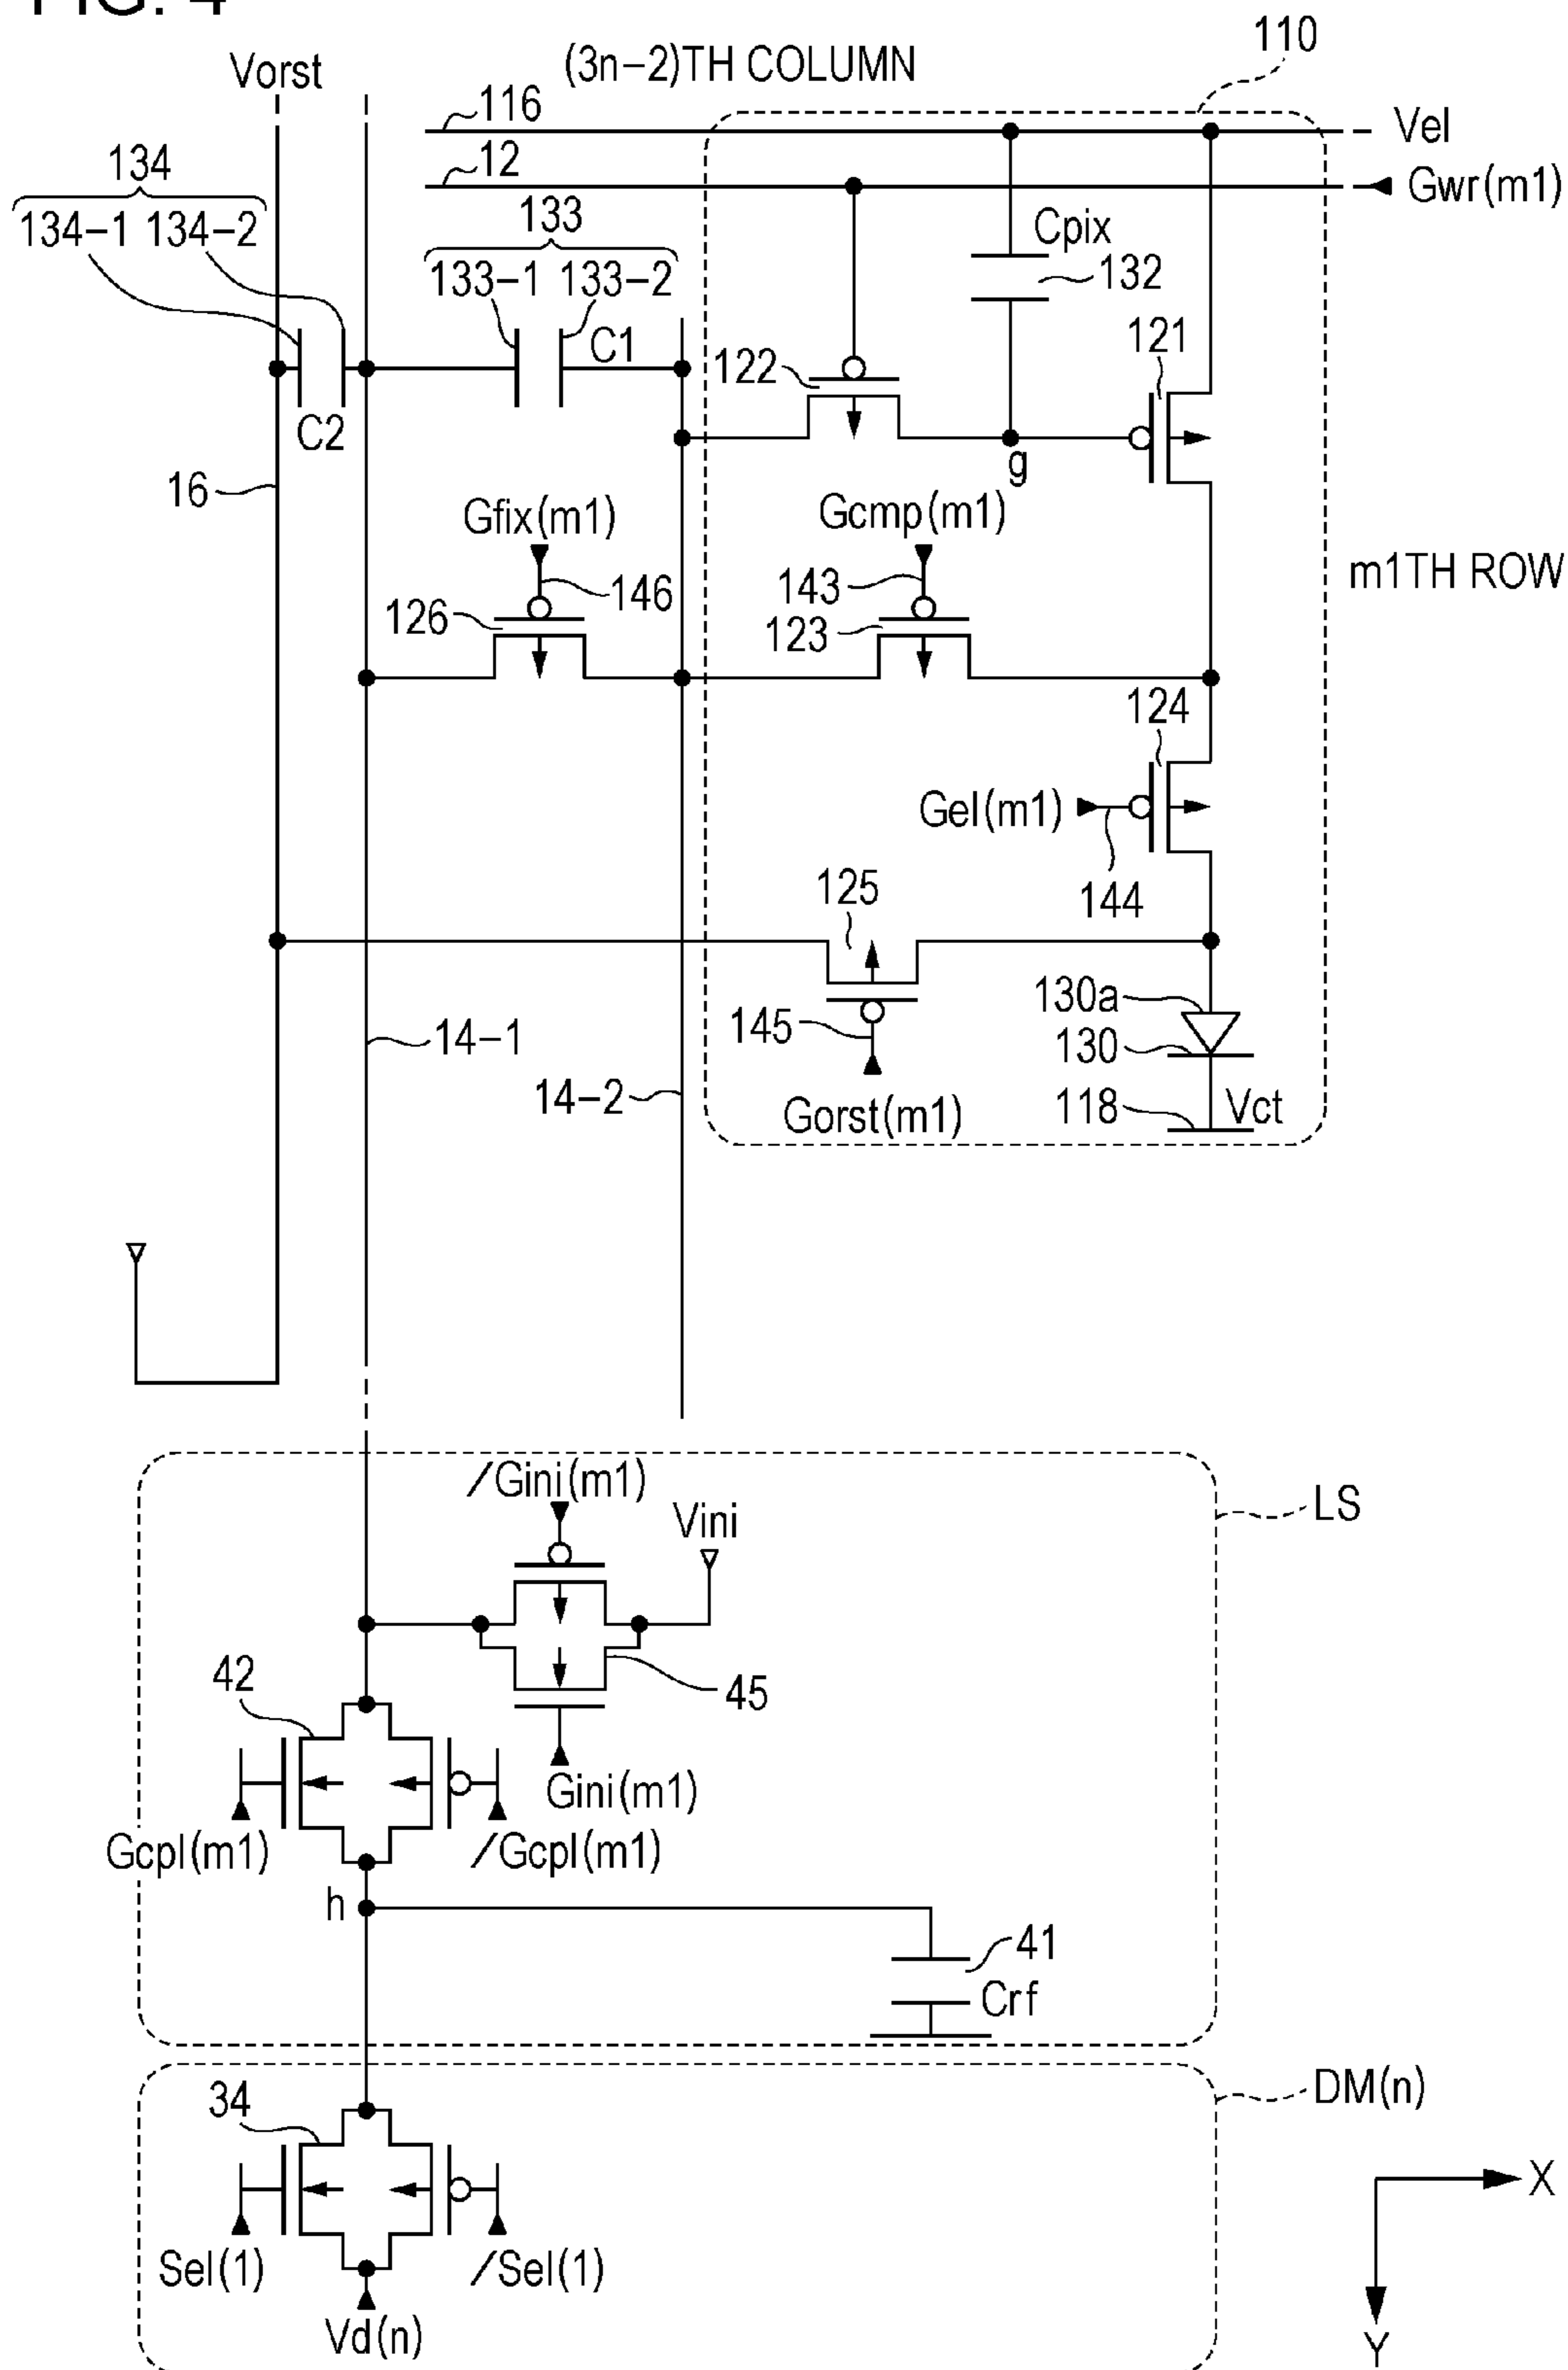 FIG. 4
110
Vorst
(3n-2)TH COLUMN
116
Vel
12
Gwr(m1)
134
134-1 134-2
133
133-1 133-2
Cpix
132
C1
C2
122
121
g
16
Gfix(m1)
Gcmp(m1)
146
143
126
123
m1TH ROW
124
Gel(m1)
144
125
145
130a
130
14-1
14-2
Gorst(m1)
118
Vct
/Gini(m1)
Vini
LS
42
45
Gini(m1)
Gcpl(m1)
/Gcpl(m1)
h
41
Crf
DM(n)
34
Sel(1)
/Sel(1)
Vd(n)
X
Y